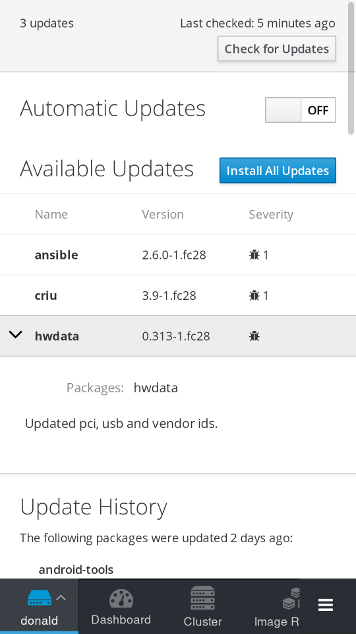 3 updates Last checked: 5 minutes ago
Check for Updates
Automatic Updates OFF
Available Updates Install All Updates
Name Version Severity
ansible 2.6.0-1.fc28 1
criu 3.9-1.fc28 1
hwdata 0.313-1.fc28
Packages: hwdata
Updated pci, usb and vendor ids.
Update History
The following packages were updated 2 days ago:
android-tools
donald Dashboard Cluster Image R